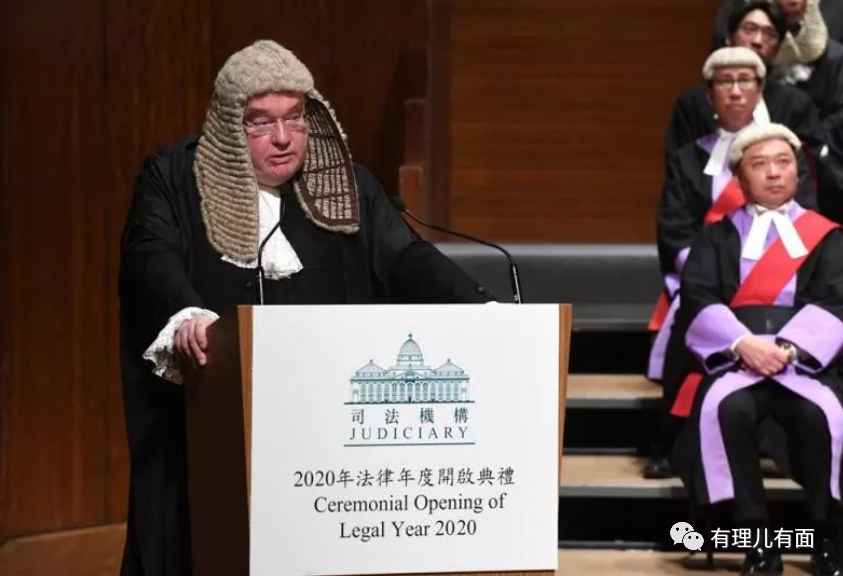 司法機構
JUDICIARY
2020年法律年度開啟典禮
Ceremonial Opening of
Legal Year 2020
有理儿有面